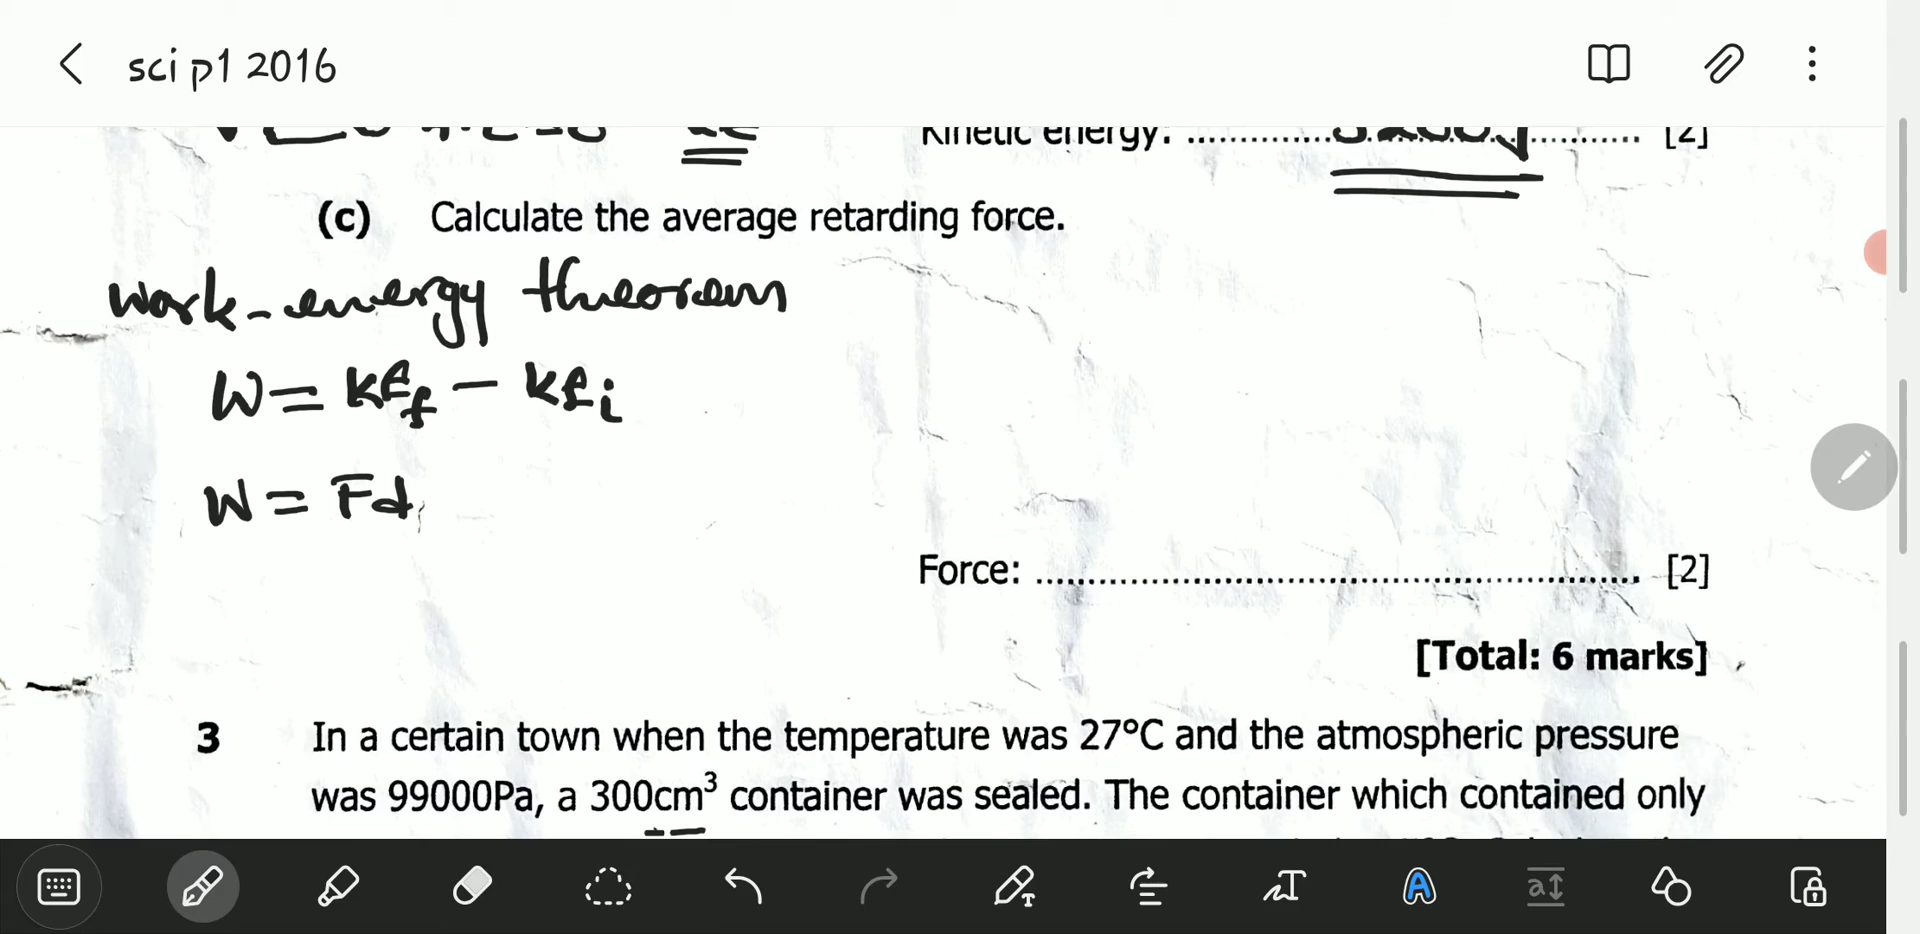 sci p1 2016
Kinetic energy: [2]
(c) Calculate the average retarding force.
work-energy theorem
W = KEf - KEi
W = Fd
Force: [2]
[Total: 6 marks]
3 In a certain town when the temperature was 27°C and the atmospheric pressure
was 99000Pa, a 300cm³ container was sealed. The container which contained only